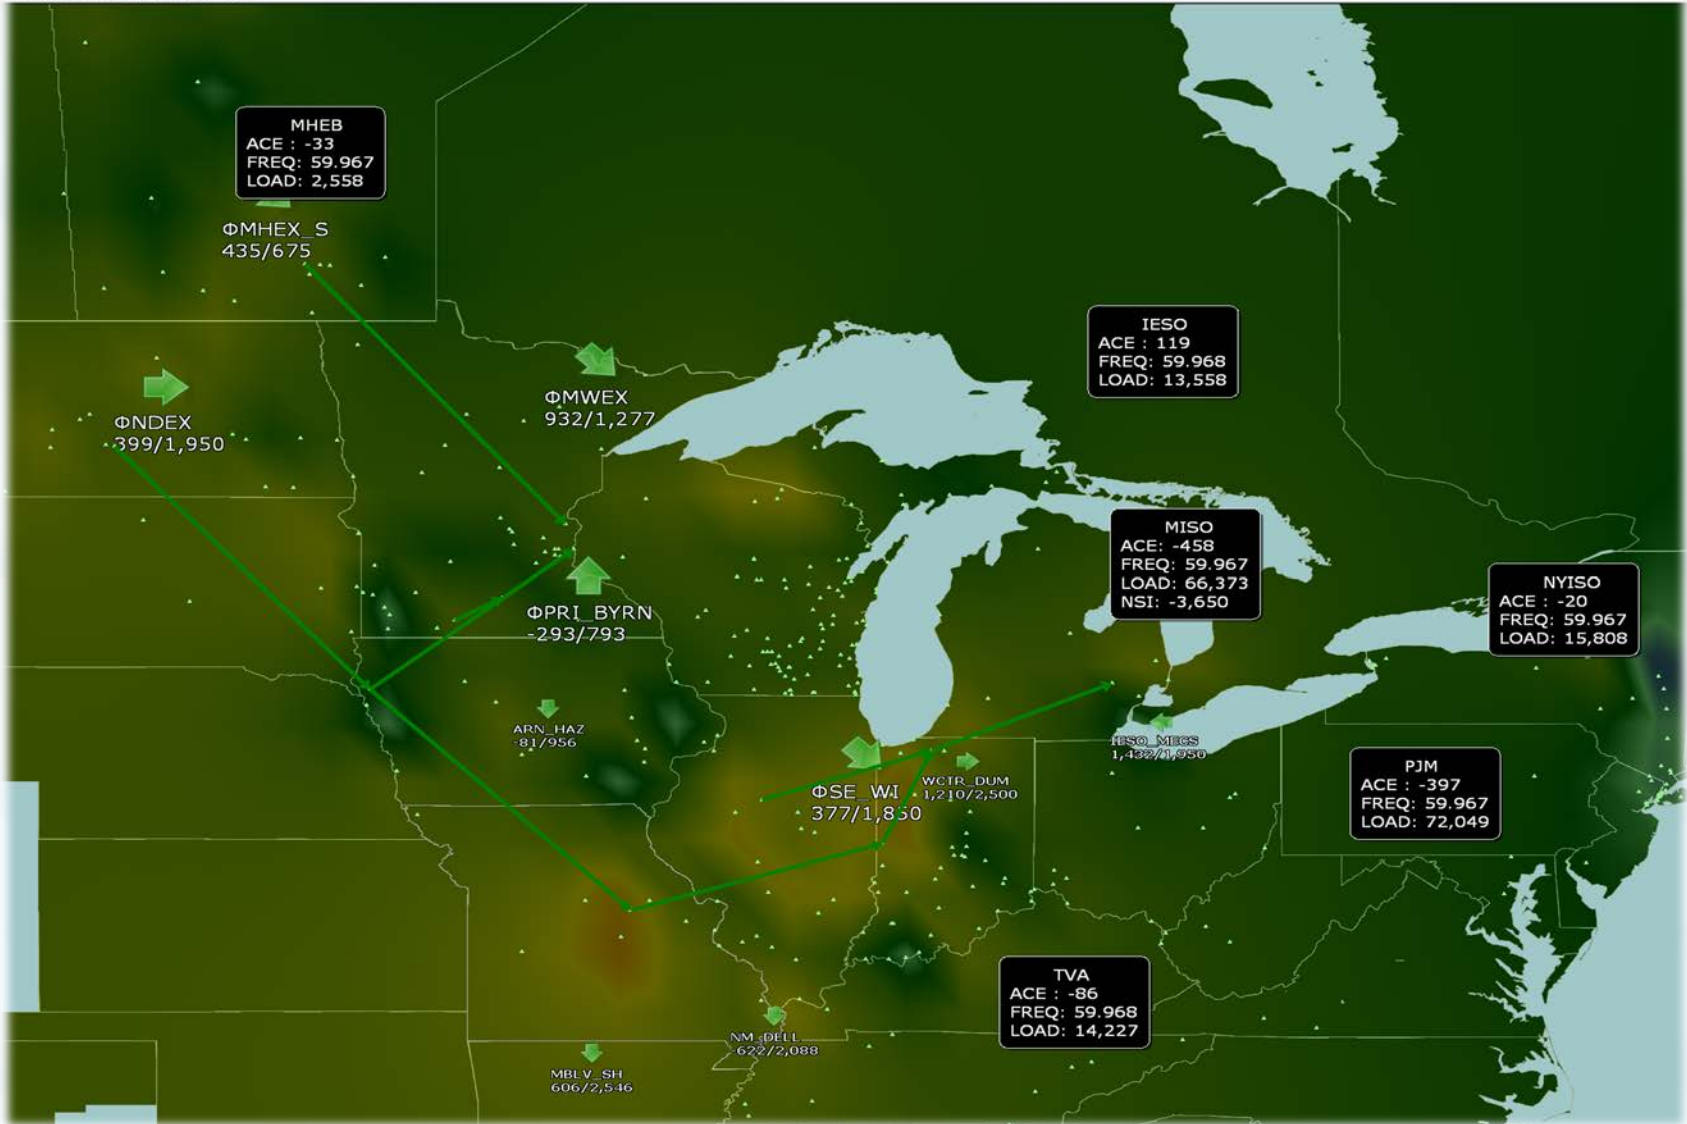 MHEB
ACE : -33
FREQ: 59.967
LOAD: 2,558
ΦMHEX_S
435/675
IESO
ACE : 119
FREQ: 59.968
LOAD: 13,558
ΦMWEX
932/1,277
ΦNDEX
399/1,950
MISO
ACE: -458
FREQ: 59.967
LOAD: 66,373
NSI: -3,650
NYISO
ACE : -20
FREQ: 59.967
LOAD: 15,808
ΦPRI_BYRN
-293/793
ARN_HAZ
-81/956
IESO_MECS
1,432/1,950
ΦSE_WI
377/1,850
WCTR_DUM
1,210/2,500
PJM
ACE : -397
FREQ: 59.967
LOAD: 72,049
TVA
ACE : -86
FREQ: 59.968
LOAD: 14,227
NM_DELL
-622/2,088
MBLV_SH
606/2,546